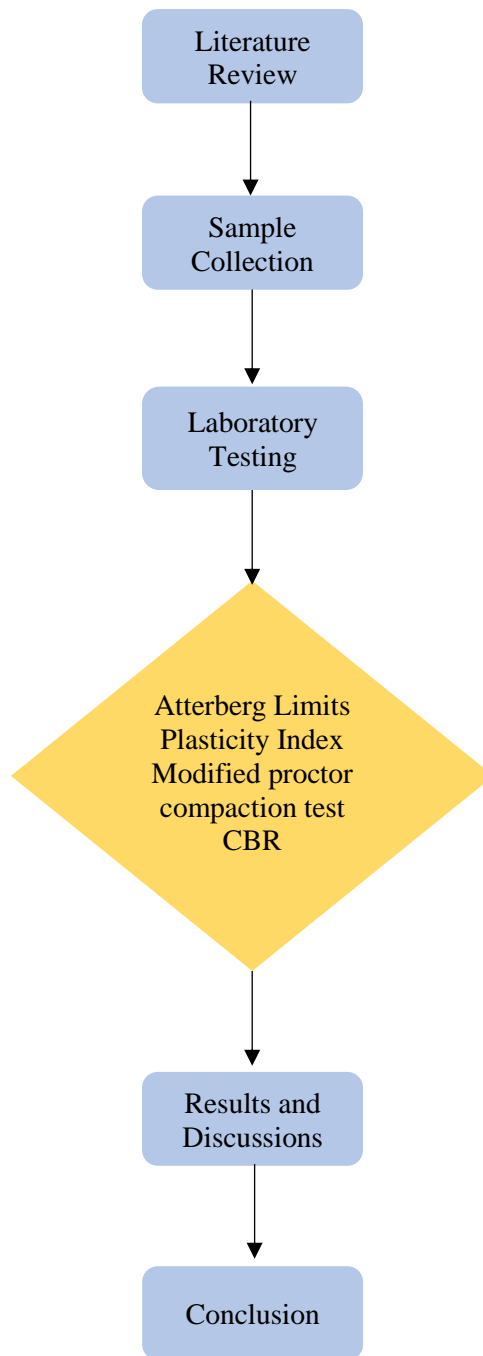 Literature
Review
Sample
Collection
Laboratory
Testing
Atterberg Limits
Plasticity Index
Modified proctor
compaction test
CBR
Results and
Discussions
Conclusion